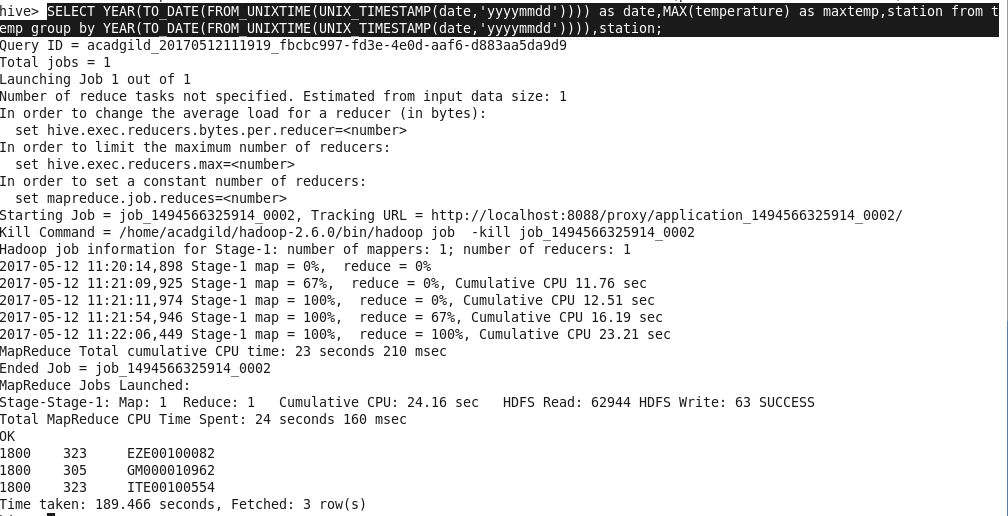 hive> SELECT YEAR(TO_DATE(FROM_UNIXTIME(UNIX_TIMESTAMP(date,'yyyymmdd')))) as date,MAX(temperature) as maxtemp,station from t
emp group by YEAR(TO_DATE(FROM_UNIXTIME(UNIX_TIMESTAMP(date,'yyyymmdd')))),station;
Query ID = acadgild_20170512111919_fbcbc997-fd3e-4e0d-aaf6-d883aa5da9d9
Total jobs = 1
Launching Job 1 out of 1
Number of reduce tasks not specified. Estimated from input data size: 1
In order to change the average load for a reducer (in bytes):
  set hive.exec.reducers.bytes.per.reducer=<number>
In order to limit the maximum number of reducers:
  set hive.exec.reducers.max=<number>
In order to set a constant number of reducers:
  set mapreduce.job.reduces=<number>
Starting Job = job_1494566325914_0002, Tracking URL = http://localhost:8088/proxy/application_1494566325914_0002/
Kill Command = /home/acadgild/hadoop-2.6.0/bin/hadoop job  -kill job_1494566325914_0002
Hadoop job information for Stage-1: number of mappers: 1; number of reducers: 1
2017-05-12 11:20:14,898 Stage-1 map = 0%,  reduce = 0%
2017-05-12 11:21:09,925 Stage-1 map = 67%,  reduce = 0%, Cumulative CPU 11.76 sec
2017-05-12 11:21:11,974 Stage-1 map = 100%,  reduce = 0%, Cumulative CPU 12.51 sec
2017-05-12 11:21:54,946 Stage-1 map = 100%,  reduce = 67%, Cumulative CPU 16.19 sec
2017-05-12 11:22:06,449 Stage-1 map = 100%,  reduce = 100%, Cumulative CPU 23.21 sec
MapReduce Total cumulative CPU time: 23 seconds 210 msec
Ended Job = job_1494566325914_0002
MapReduce Jobs Launched:
Stage-Stage-1: Map: 1  Reduce: 1   Cumulative CPU: 24.16 sec   HDFS Read: 62944 HDFS Write: 63 SUCCESS
Total MapReduce CPU Time Spent: 24 seconds 160 msec
OK
1800    323     EZE00100082
1800    305     GM000010962
1800    323     ITE00100554
Time taken: 189.466 seconds, Fetched: 3 row(s)